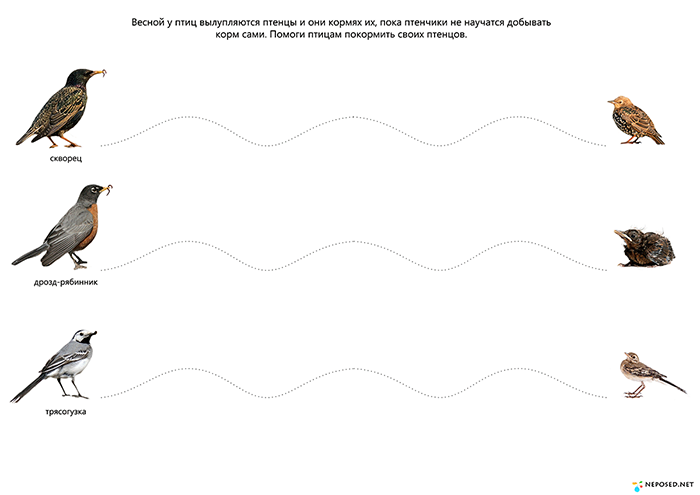 Весной у птиц вылупляются птенцы и они кормях их, пока птенчики не научатся добывать
корм сами. Помоги птицам покормить своих птенцов.
скворец
дрозд-рябинник
трясогузка
NEPOSED.NET